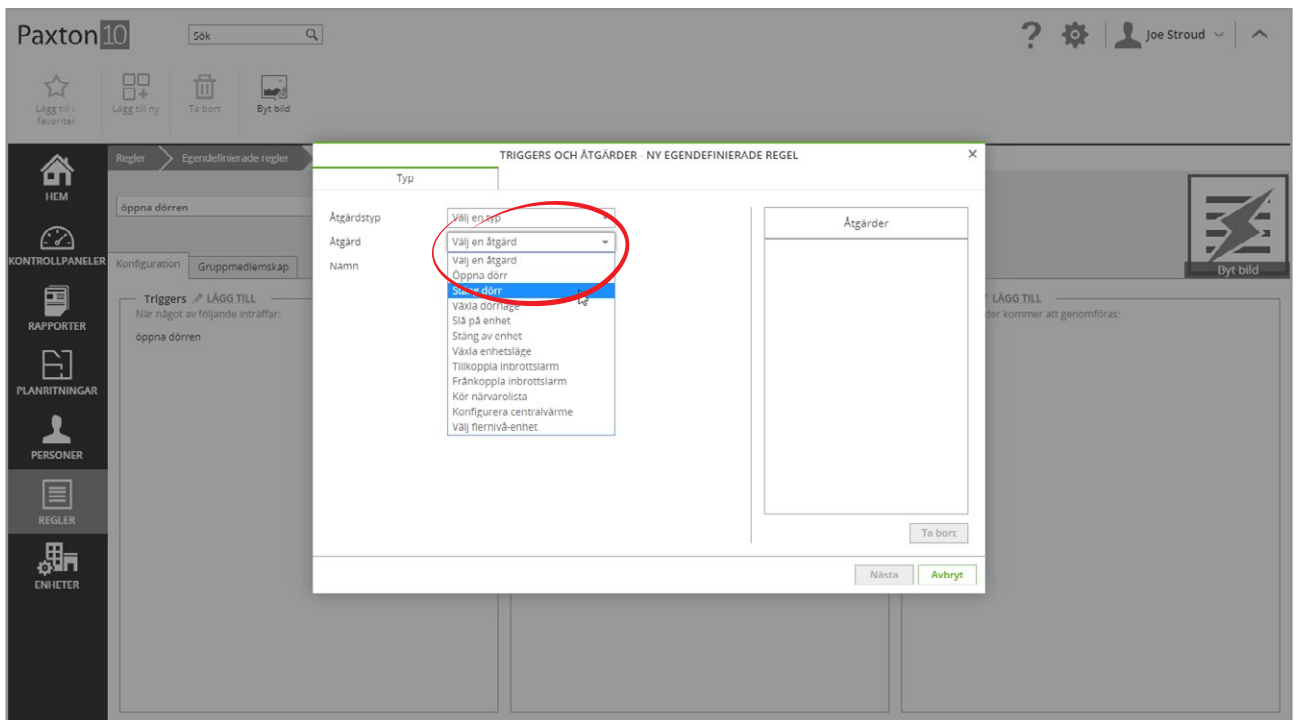 Paxton10
Sök
Joe Stroud
Lägg till i favoriter
Lägg till ny
Ta bort
Byt bild
HEM
KONTROLLPANELER
RAPPORTER
PLANRITNINGAR
PERSONER
REGLER
ENHETER
Regler
Egendefinierade regler
öppna dörren
Konfiguration
Gruppmedlemskap
Triggers LÄGG TILL
När något av följande inträffar:
öppna dörren
TRIGGERS OCH ÅTGÄRDER - NY EGENDEFINIERADE REGEL
Typ
Åtgärdstyp
Välj en typ
Åtgärd
Välj en åtgärd
Namn
Välj en åtgärd
Öppna dörr
Stäng dörr
Växla dörrläge
Slå på enhet
Stäng av enhet
Växla enhetsläge
Tillkoppla inbrottslarm
Frånkoppla inbrottslarm
Kör närvarolista
Konfigurera centralvärme
Välj flernivå-enhet
Åtgärder
Ta bort
Nästa
Avbryt
Byt bild
LÄGG TILL
der kommer att genomföras: